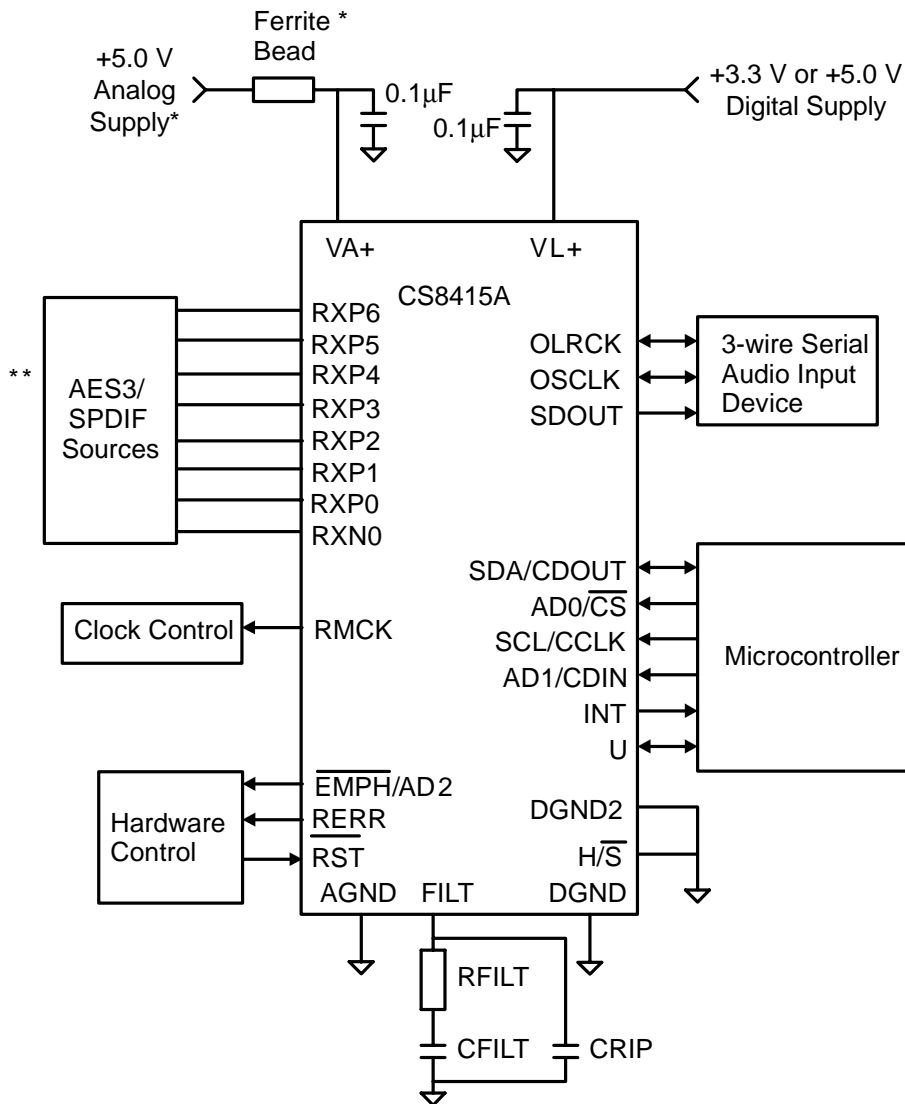 Ferrite *
Bead
+5.0 V
Analog
Supply*
0.1µF
0.1µF
+3.3 V or +5.0 V
Digital Supply
VA+
VL+
CS8415A
**
AES3/
SPDIF
Sources
RXP6
RXP5
RXP4
RXP3
RXP2
RXP1
RXP0
RXN0
OLRCK
OSCLK
SDOUT
3-wire Serial
Audio Input
Device
Clock Control
RMCK
SDA/CDOUT
AD0/C̅S̅
SCL/CCLK
AD1/CDIN
INT
U
Microcontroller
Hardware
Control
E̅M̅P̅H̅/AD2
RERR
R̅S̅T̅
DGND2
H/S̅
AGND
FILT
DGND
RFILT
CFILT
CRIP